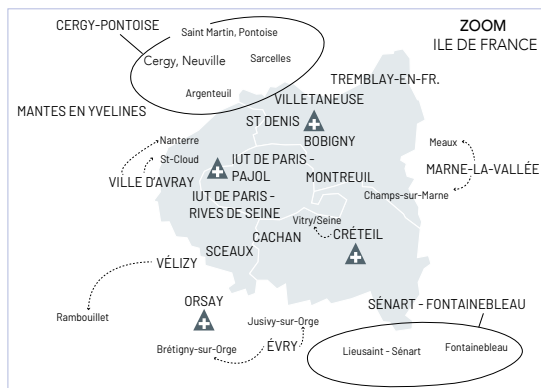 ZOOM
ILE DE FRANCE
CERGY-PONTOISE
Saint Martin, Pontoise
Cergy, Neuville
Sarcelles
Argenteuil
MANTES EN YVELINES
TREMBLAY-EN-FR.
VILLETANEUSE
ST DENIS
BOBIGNY
Nanterre
St-Cloud
VILLE D'AVRAY
IUT DE PARIS -
PAJOL
IUT DE PARIS -
RIVES DE SEINE
MONTREUIL
Meaux
MARNE-LA-VALLÉE
Champs-sur-Marne
Vitry/Seine
CRÉTEIL
CACHAN
SCEAUX
VÉLIZY
Rambouillet
ORSAY
Jusivy-sur-Orge
Brétigny-sur-Orge
ÉVRY
SÉNART - FONTAINEBLEAU
Lieusaint - Sénart
Fontainebleau